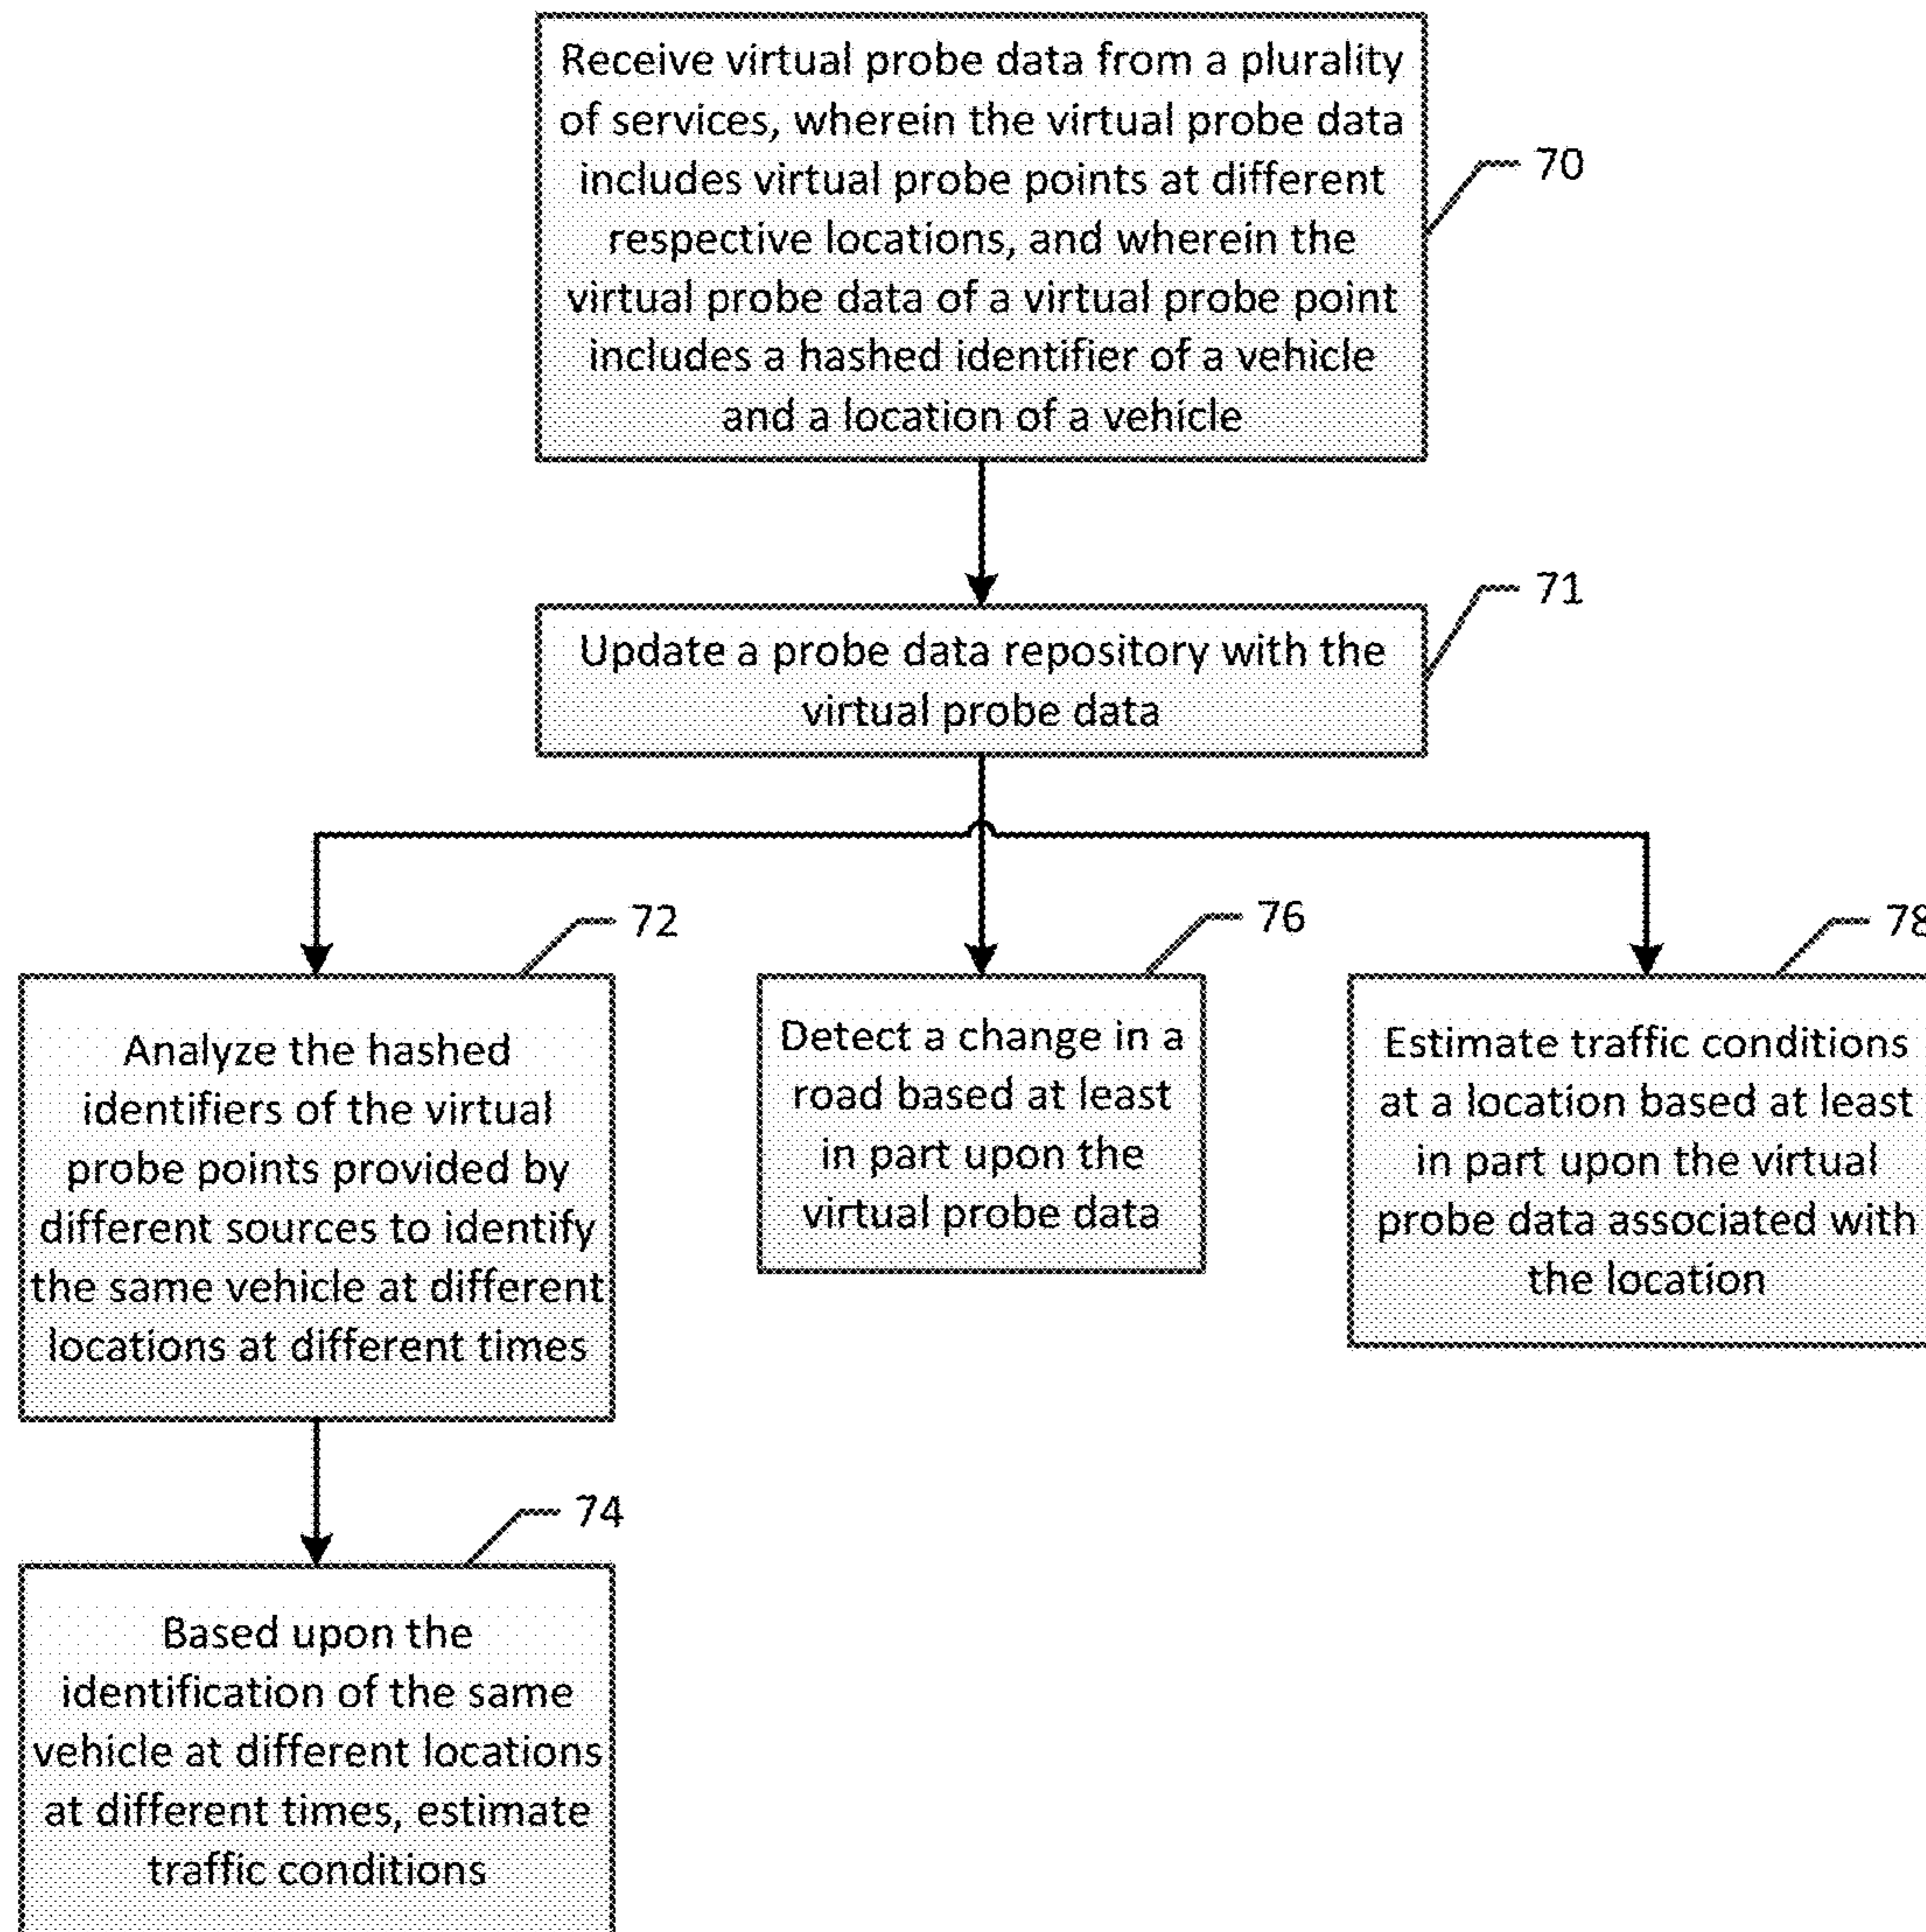 Receive virtual probe data from a plurality
of services, wherein the virtual probe data
includes virtual probe points at different
respective locations, and wherein the
virtual probe data of a virtual probe point
includes a hashed identifier of a vehicle
and a location of a vehicle
70
Update a probe data repository with the
virtual probe data
71
Analyze the hashed
identifiers of the virtual
probe points provided by
different sources to identify
the same vehicle at different
locations at different times
72
Detect a change in a
road based at least
in part upon the
virtual probe data
76
Estimate traffic conditions
at a location based at least
in part upon the virtual
probe data associated with
the location
78
Based upon the
identification of the same
vehicle at different locations
at different times, estimate
traffic conditions
74